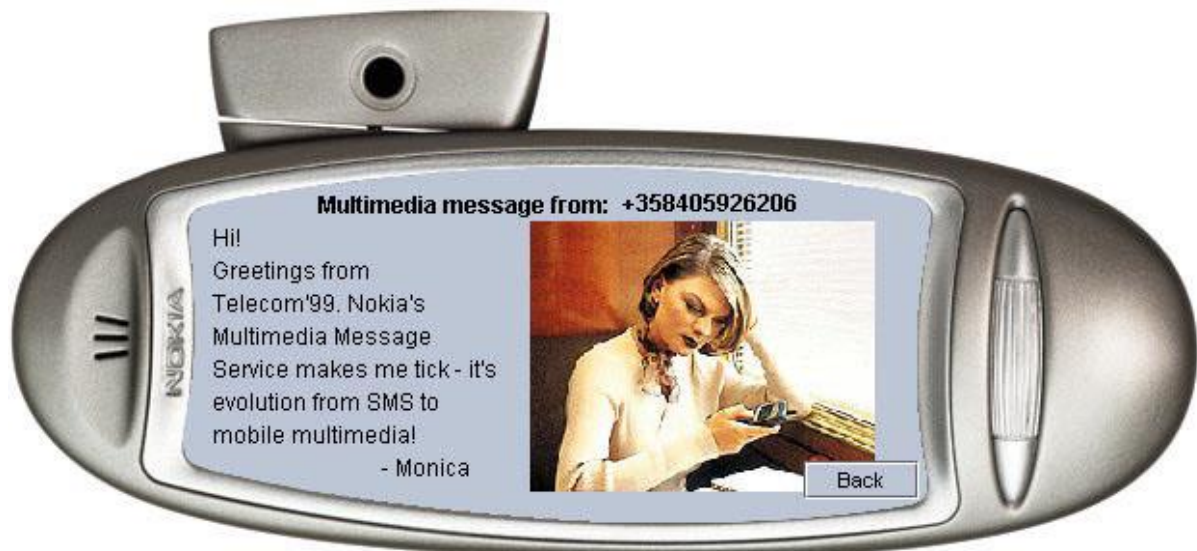 Multimedia message from: +358405926206
Hi!
Greetings from
Telecom'99. Nokia's
Multimedia Message
Service makes me tick - it's
evolution from SMS to
mobile multimedia!
- Monica
Back
NOKIA